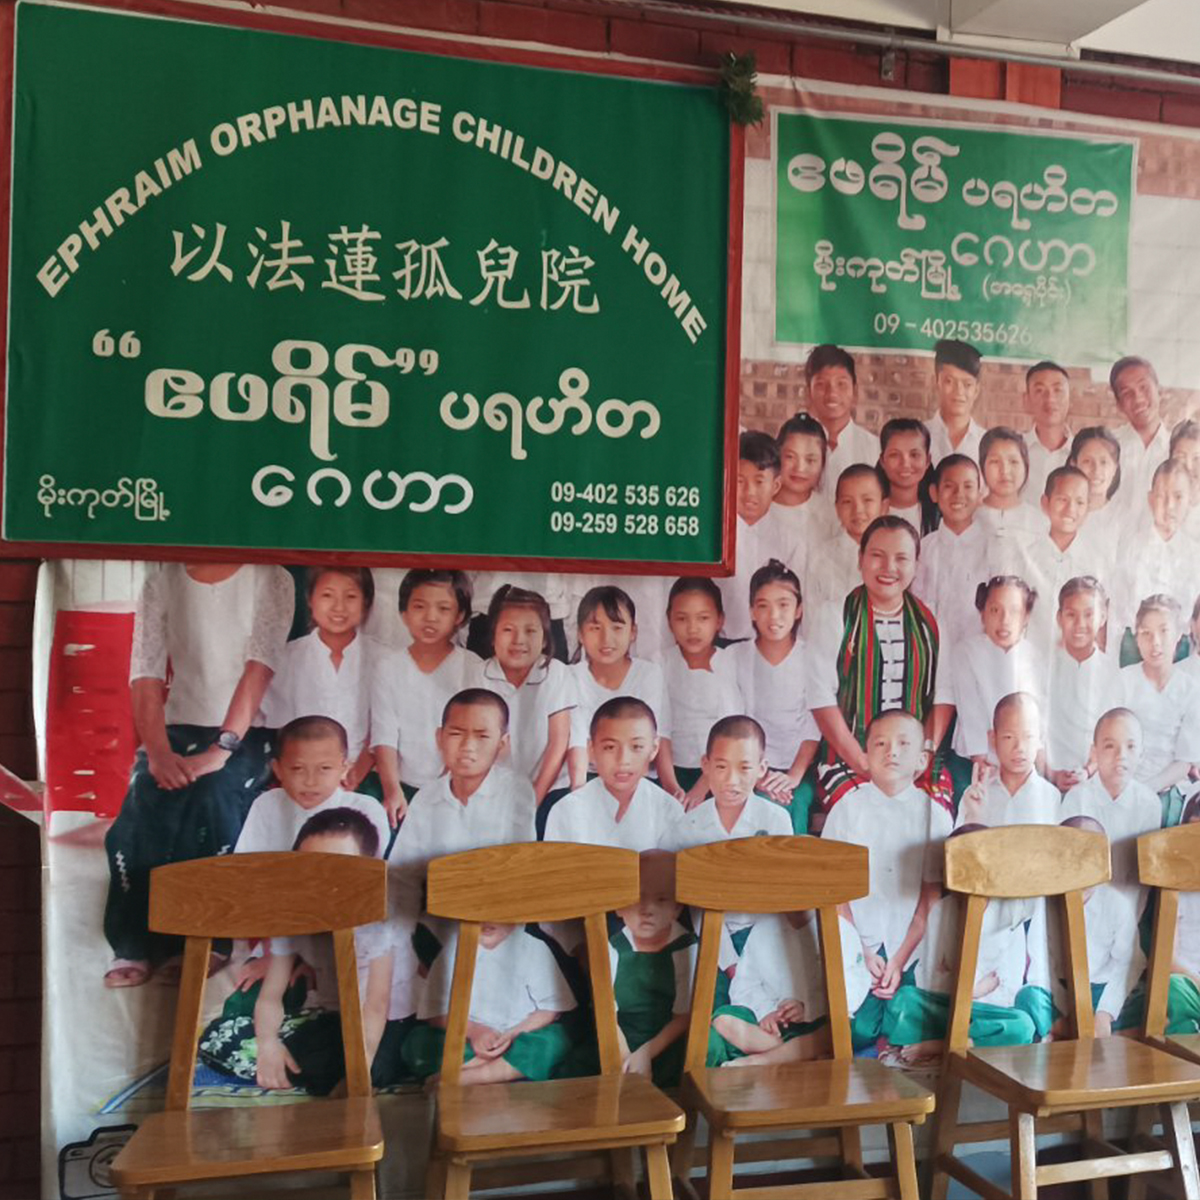 EPHRAIM ORPHANAGE CHILDREN HOME
以法蓮孤兒院
“ဧဖရိမ်” ပရဟိတ
ဂေဟာ
မိုးကုတ်မြို့
09-402 535 626
09-259 528 658
ဧဖရိမ် ပရဟိတ
ဂေဟာ
မိုးကုတ်မြို့
09-402535626